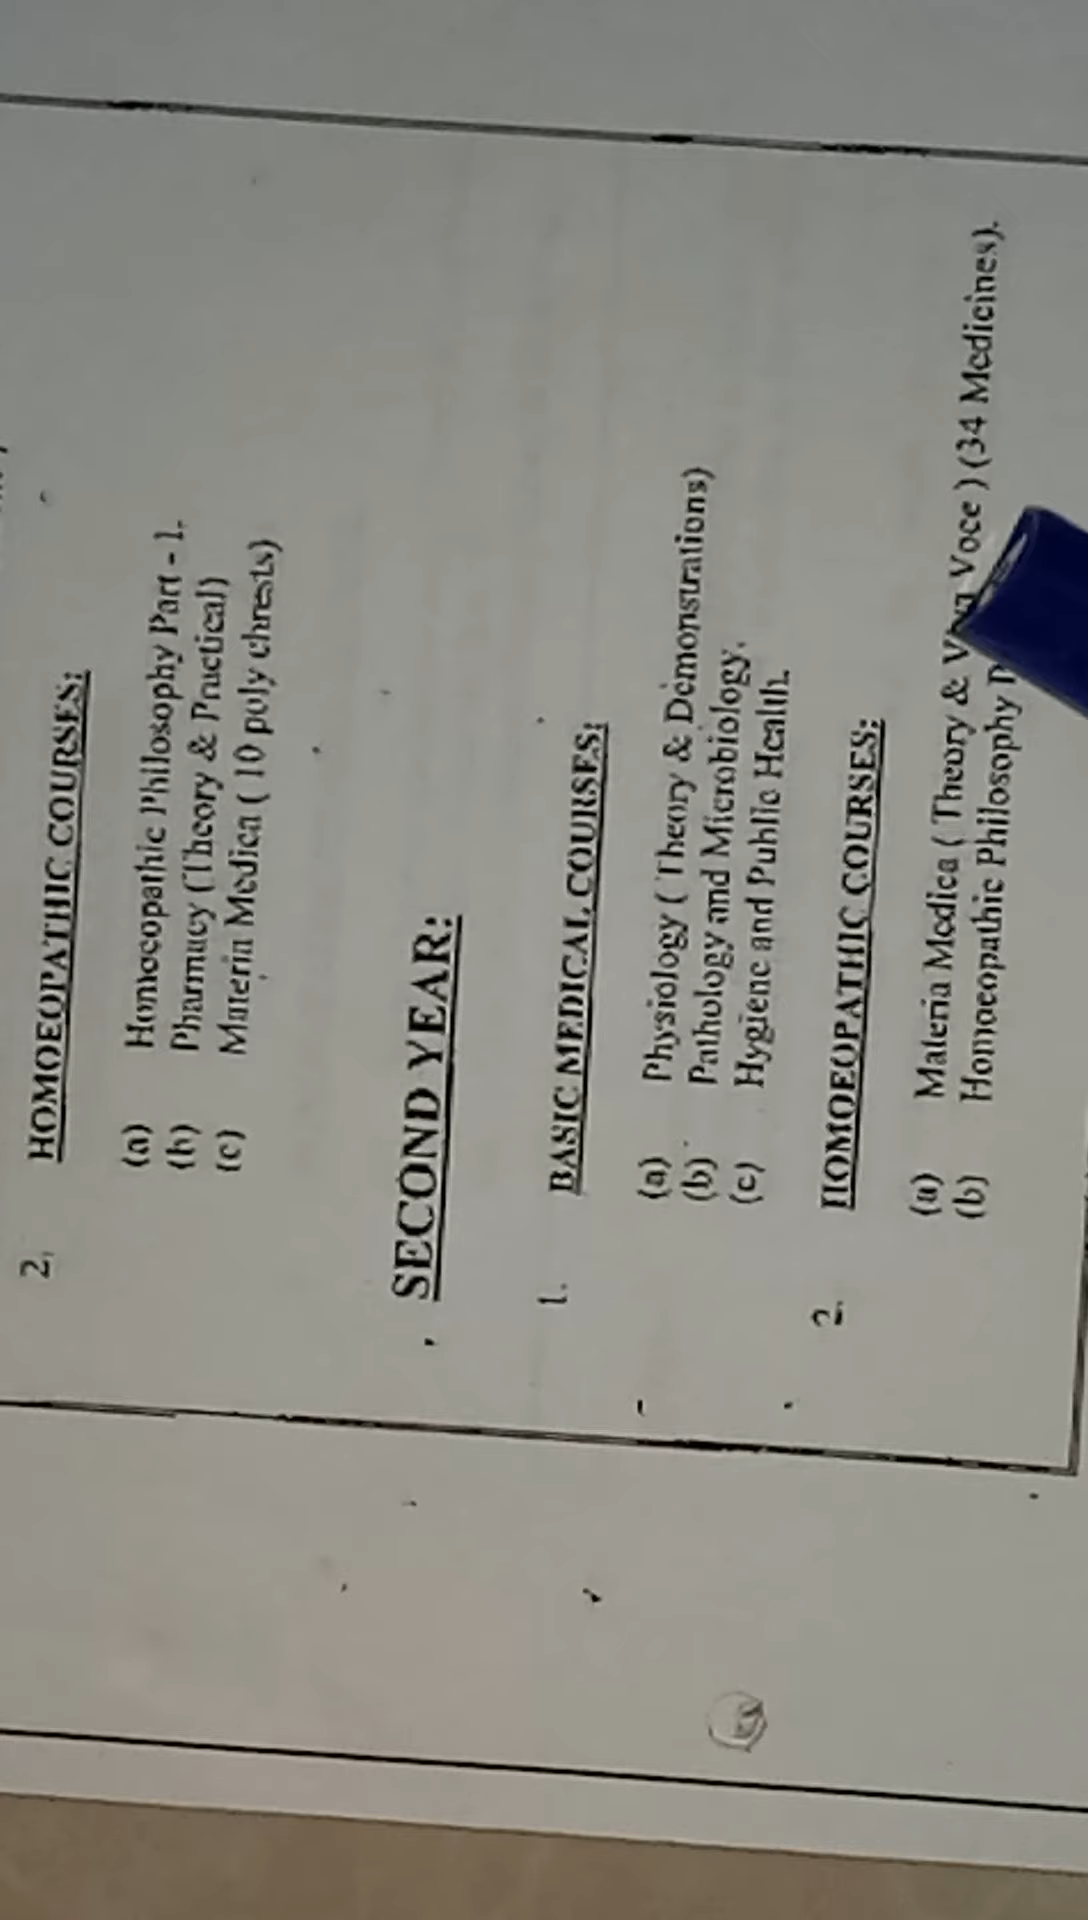 2. HOMOEOPATHIC COURSES:
(a) Homoeopathic Philosophy Part - 1.
(b) Pharmacy (Theory & Practical)
(c) Materia Medica ( 10 poly chrests)
SECOND YEAR:
1. BASIC MEDICAL COURSES:
(a) Physiology ( Theory & Demonstrations)
(b) Pathology and Microbiology.
(c) Hygiene and Public Health.
2. HOMOEOPATHIC COURSES:
(a) Materia Medica ( Theory & Viva Voce ) (34 Medicines).
(b) Homoeopathic Philosophy